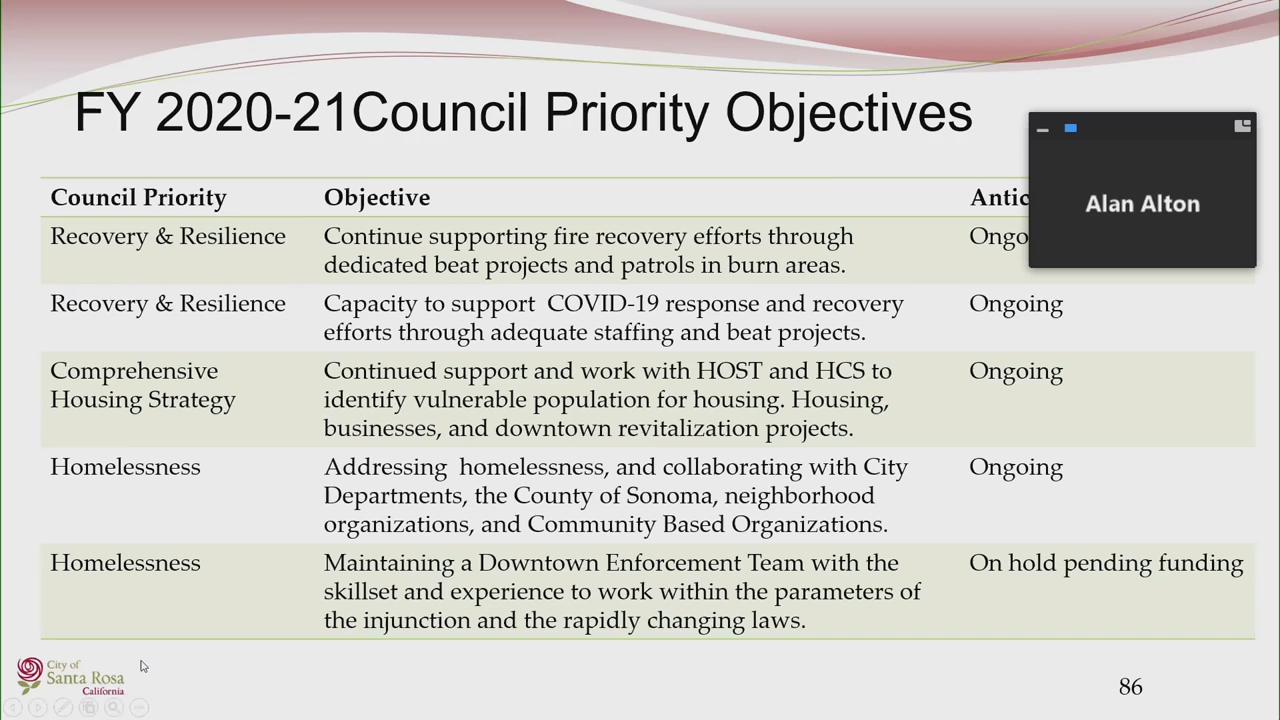 FY 2020-21Council Priority Objectives
Council Priority Objective
Alan Alton
Recovery & Resilience Continue supporting fire recovery efforts through
dedicated beat projects and patrols in burn areas.
Recovery & Resilience Capacity to support COVID-19 response and recovery Ongoing
efforts through adequate staffing and beat projects.
Comprehensive Continued support and work with HOST and HCS to Ongoing
Housing Strategy identify vulnerable population for housing. Housing,
businesses, and downtown revitalization projects.
Homelessness Addressing homelessness, and collaborating with City Ongoing
Departments, the County of Sonoma, neighborhood
organizations, and Community Based Organizations.
Homelessness Maintaining a Downtown Enforcement Team with the On hold pending funding
skillset and experience to work within the parameters of
the injunction and the rapidly changing laws.
City of
Santa Rosa
California
86